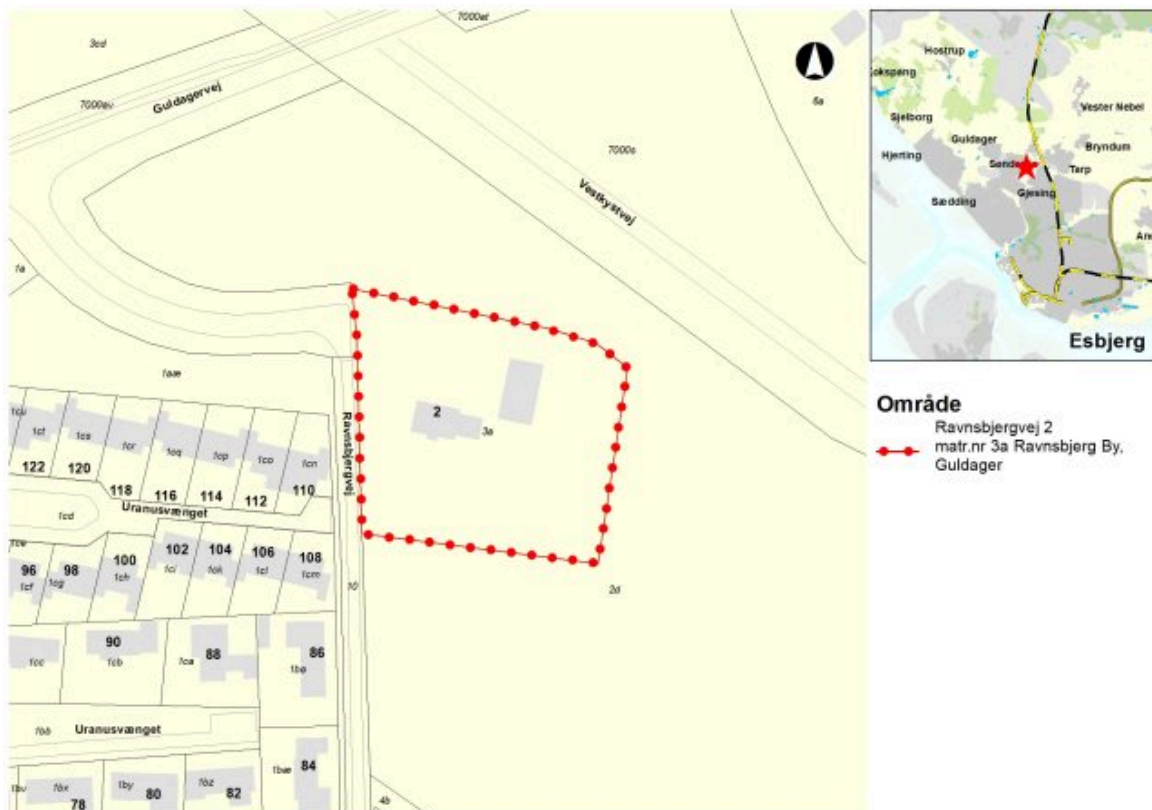 7000at
3cd
7000av
Guldagervej
6a
7000s
Vestkystvej
1a
1aæ
Ravnsbjergvej
2
3a
1cu
1ct
1cs
1cr
1cq
1cp
1co
1cn
122
120
118
116
114
112
110
Uranusvænget
1cd
102
104
106
108
1ci
1ck
1cl
1cm
100
1ch
96
98
1cf
1cg
10
2d
90
1cb
1cc
1ca
88
86
1bø
1bb
Uranusvænget
84
1bæ
1bx
78
1by
80
1bz
82
4b
Hostrup
Vester Nebel
Sjelborg
Guldager
Bryndum
Hjerting
Tarp
Gjesing
Sædding
Esbjerg
Område
Ravnsbjergvej 2
matr.nr 3a Ravnsbjerg By,
Guldager